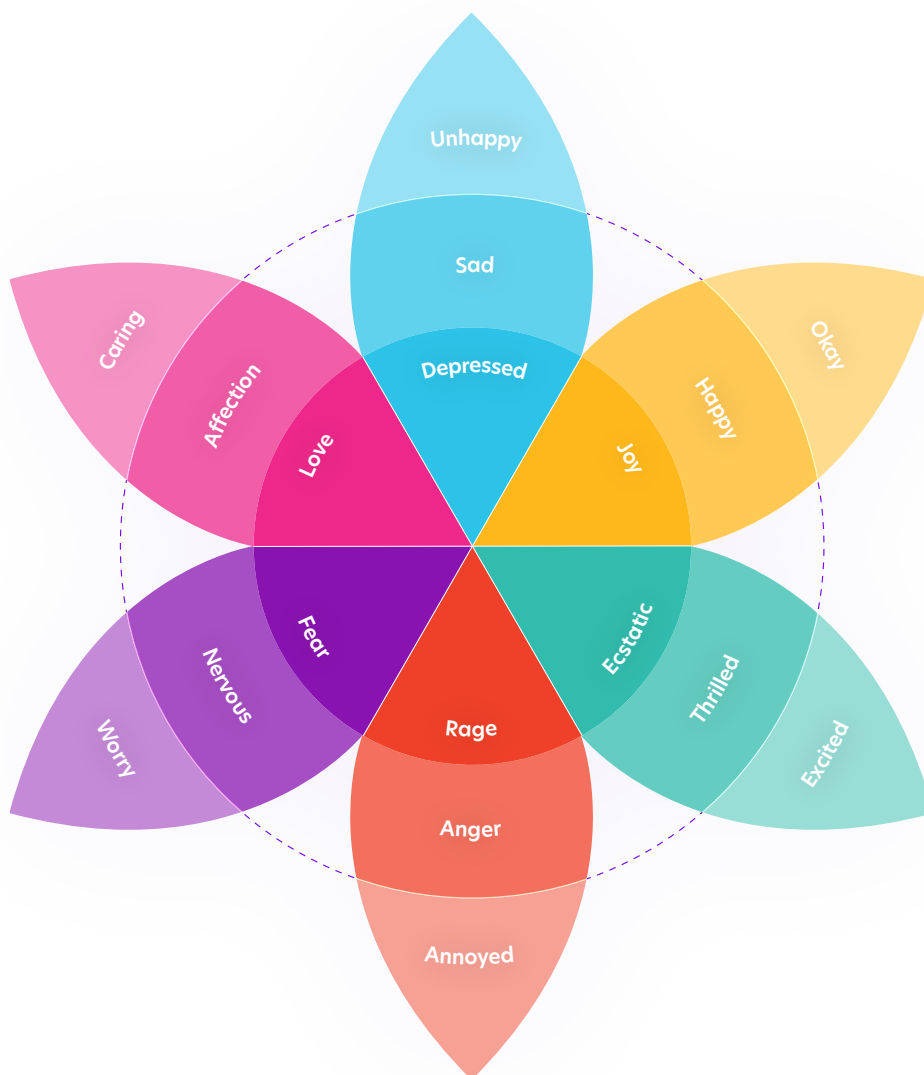 Unhappy
Sad
Depressed
Caring
Affection
Love
Okay
Happy
Joy
Fear
Nervous
Worry
Ecstatic
Thrilled
Excited
Rage
Anger
Annoyed